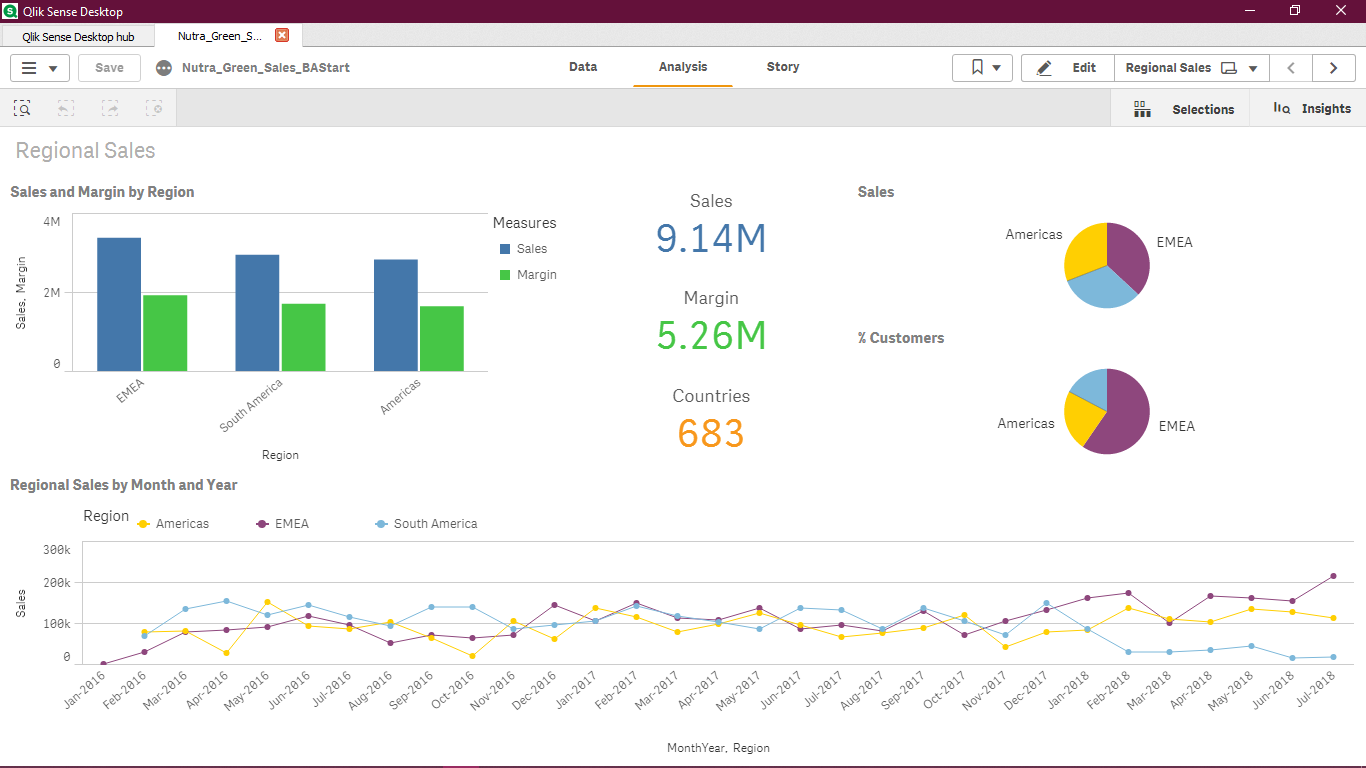 Qlik Sense Desktop
Qlik Sense Desktop hub
Nutra_Green_S...
Save
Nutra_Green_Sales_BAStart
Data
Analysis
Story
Edit
Regional Sales
Selections
Insights
Regional Sales
Sales and Margin by Region
4M
2M
0
Sales, Margin
EMEA
South America
Americas
Region
Measures
Sales
Margin
Sales
9.14M
Margin
5.26M
Countries
683
Sales
Americas
EMEA
% Customers
Americas
EMEA
Regional Sales by Month and Year
Region
Americas
EMEA
South America
300k
200k
100k
0
Sales
Jan-2016
Feb-2016
Mar-2016
Apr-2016
May-2016
Jun-2016
Jul-2016
Aug-2016
Sep-2016
Oct-2016
Nov-2016
Dec-2016
Jan-2017
Feb-2017
Mar-2017
Apr-2017
May-2017
Jun-2017
Jul-2017
Aug-2017
Sep-2017
Oct-2017
Nov-2017
Dec-2017
Jan-2018
Feb-2018
Mar-2018
Apr-2018
May-2018
Jun-2018
Jul-2018
MonthYear, Region